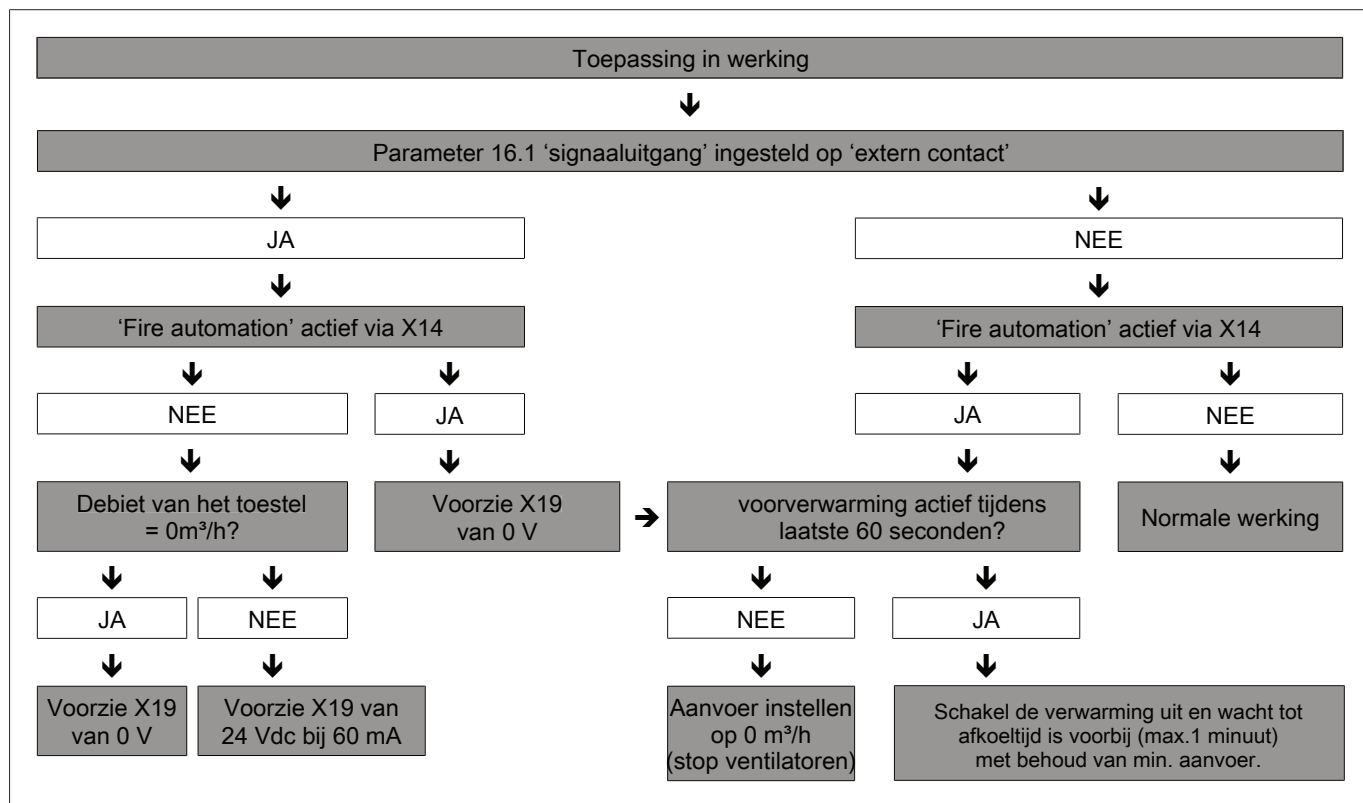 Toepassing in werking
Parameter 16.1 ‘signaaluitgang’ ingesteld op ‘extern contact’
JA
NEE
‘Fire automation’ actief via X14
‘Fire automation’ actief via X14
NEE
JA
JA
NEE
Debiet van het toestel
= 0m³/h?
Voorzie X19
van 0 V
voorverwarming actief tijdens
laatste 60 seconden?
Normale werking
JA
NEE
NEE
JA
Voorzie X19
van 0 V
Voorzie X19 van
24 Vdc bij 60 mA
Aanvoer instellen
op 0 m³/h
(stop ventilatoren)
Schakel de verwarming uit en wacht tot
afkoeltijd is voorbij (max.1 minuut)
met behoud van min. aanvoer.